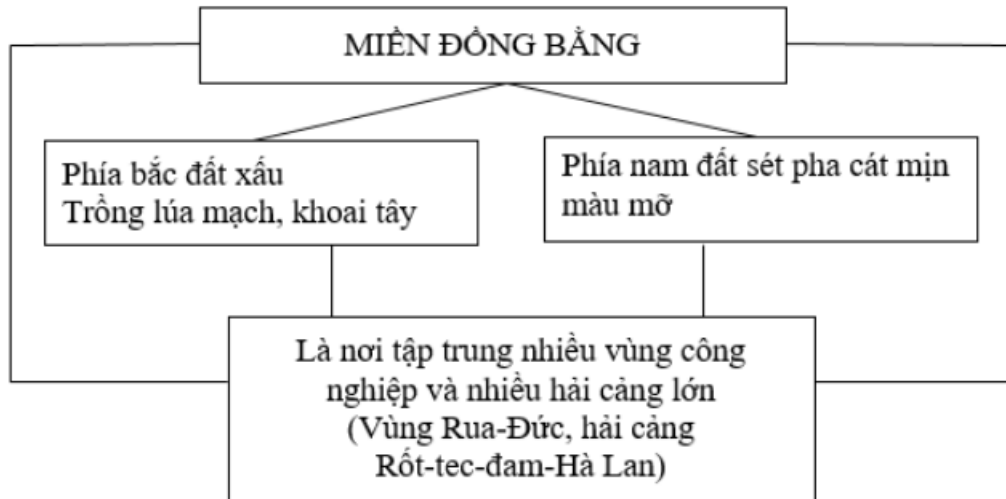 MIỀN ĐỒNG BẰNG
Phía bắc đất xấu
Trồng lúa mạch, khoai tây
Phía nam đất sét pha cát mịn
màu mỡ
Là nơi tập trung nhiều vùng công
nghiệp và nhiều hải cảng lớn
(Vùng Rua-Đức, hải cảng
Rốt-tec-đam-Hà Lan)